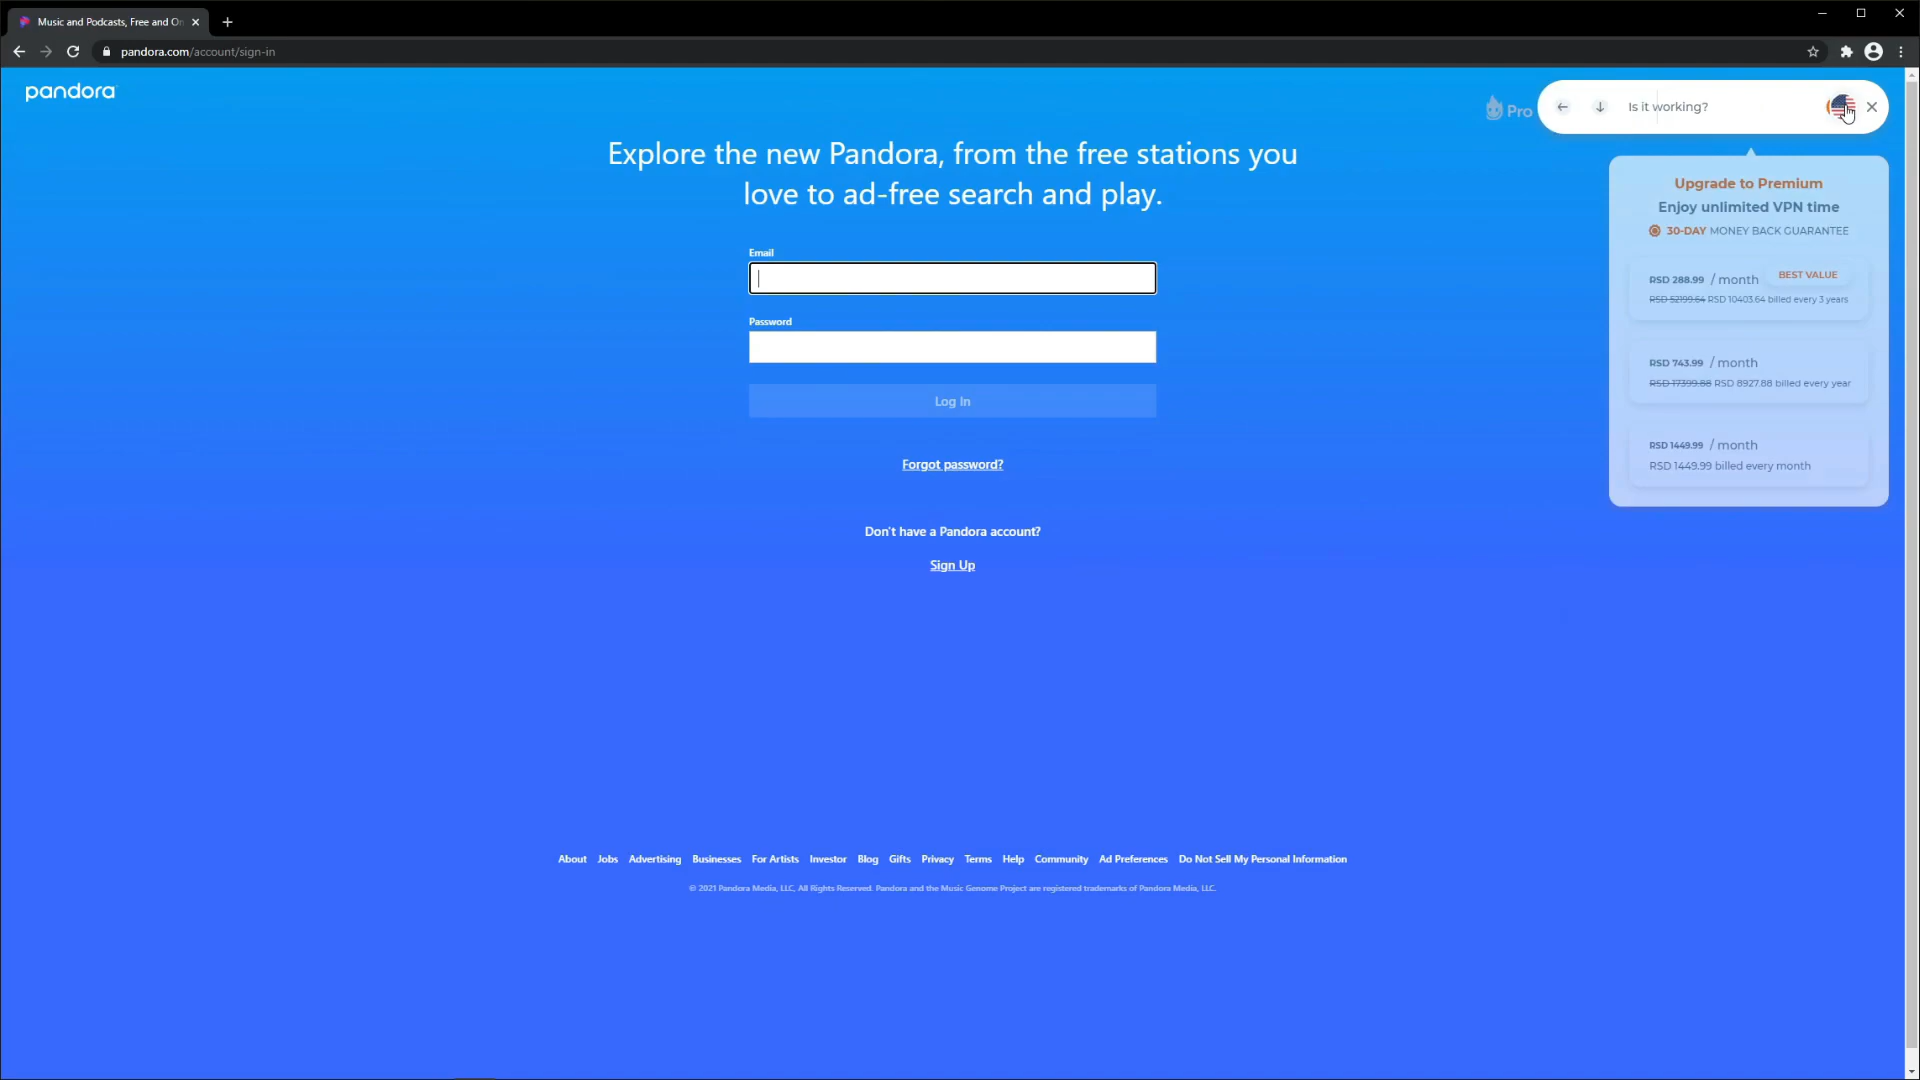 Music and Podcasts, Free and On
pandora.com/account/sign-in
pandora
Pro
Is it working?
Explore the new Pandora, from the free stations you
love to ad-free search and play.
Email
Password
Log In
Forgot password?
Don't have a Pandora account?
Sign Up
Upgrade to Premium
Enjoy unlimited VPN time
30-DAY MONEY BACK GUARANTEE
BEST VALUE
RSD 288.99 / month
RSD 52199.64 RSD 10403.64 billed every 3 years
RSD 743.99 / month
RSD 17399.88 RSD 8927.88 billed every year
RSD 1449.99 / month
RSD 1449.99 billed every month
About Jobs Advertising Businesses For Artists Investor Blog Gifts Privacy Terms Help Community Ad Preferences Do Not Sell My Personal Information
© 2021 Pandora Media, LLC, All Rights Reserved. Pandora and the Music Genome Project are registered trademarks of Pandora Media, LLC.